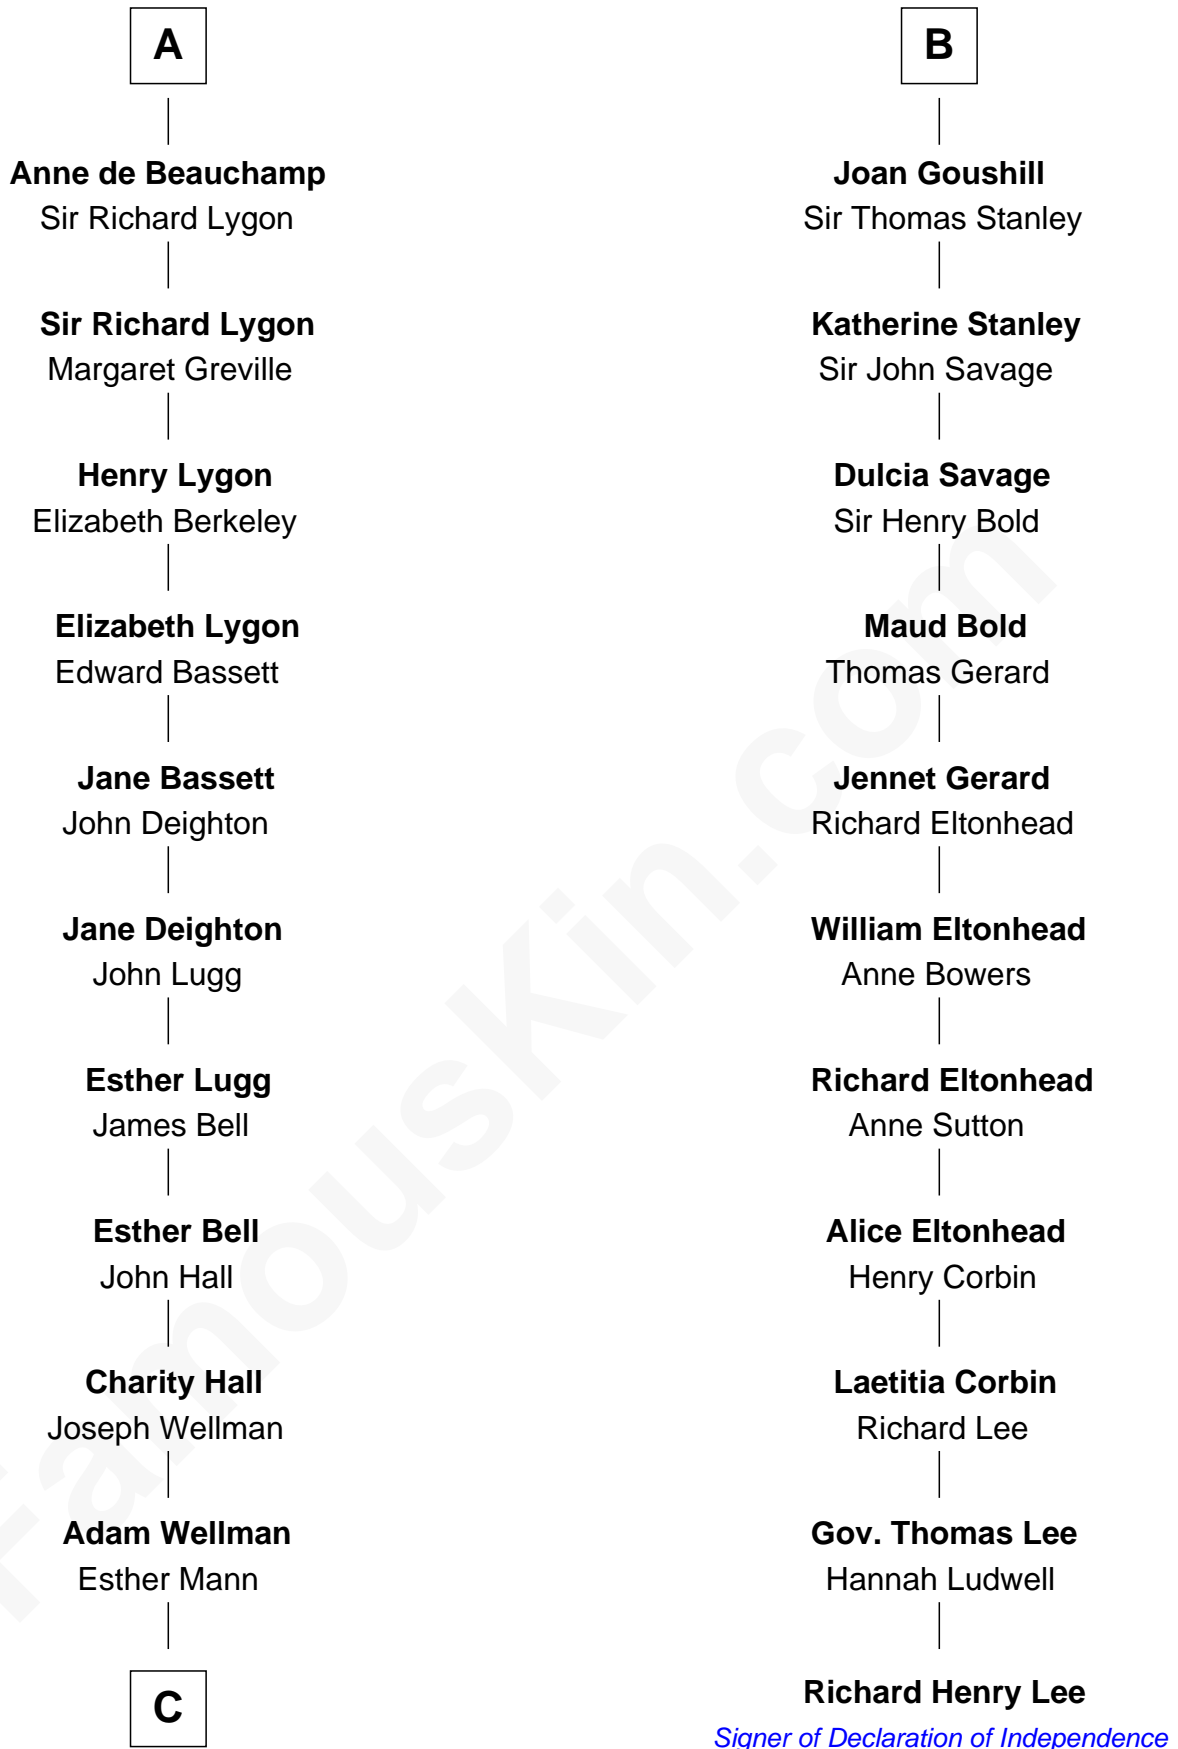 A
Anne de Beauchamp
Sir Richard Lygon
Sir Richard Lygon
Margaret Greville
Henry Lygon
Elizabeth Berkeley
Elizabeth Lygon
Edward Bassett
Jane Bassett
John Deighton
Jane Deighton
John Lugg
Esther Lugg
James Bell
Esther Bell
John Hall
Charity Hall
Joseph Wellman
Adam Wellman
Esther Mann
C
B
Joan Goushill
Sir Thomas Stanley
Katherine Stanley
Sir John Savage
Dulcia Savage
Sir Henry Bold
Maud Bold
Thomas Gerard
Jennet Gerard
Richard Eltonhead
William Eltonhead
Anne Bowers
Richard Eltonhead
Anne Sutton
Alice Eltonhead
Henry Corbin
Laetitia Corbin
Richard Lee
Gov. Thomas Lee
Hannah Ludwell
Richard Henry Lee
Signer of Declaration of Independence
FamousKin.com